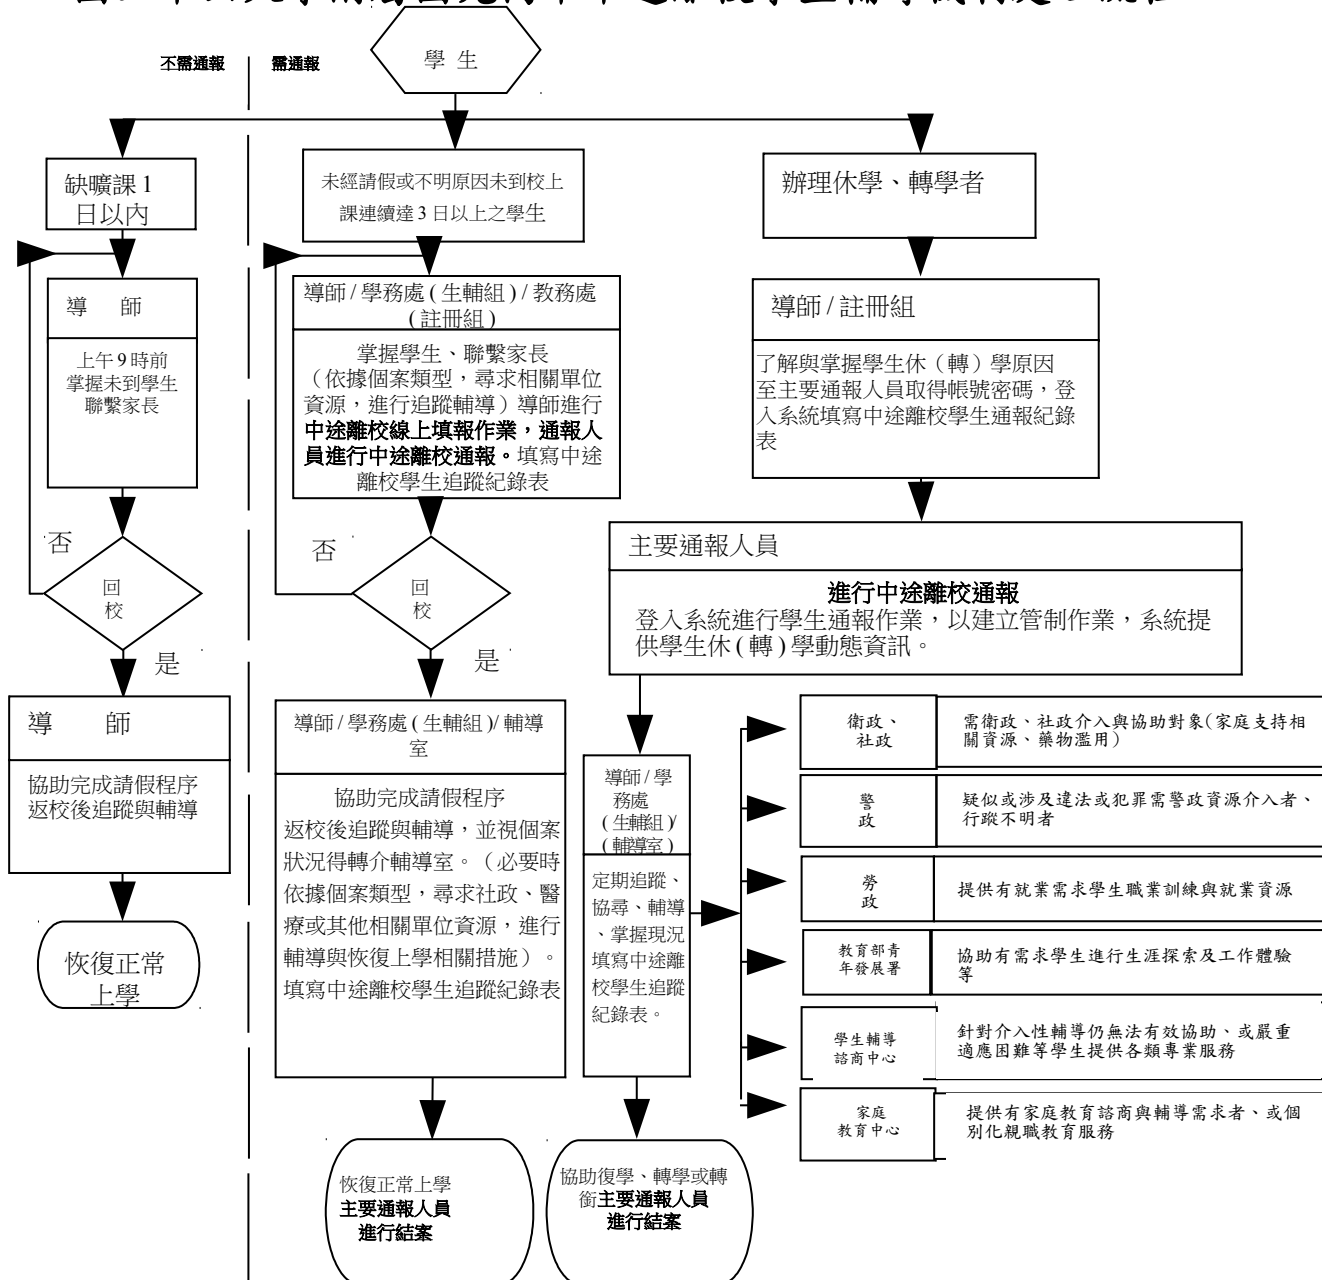 不需通報
需通報
學 生
缺曠課 1
日以內
未經請假或不明原因未到校上
課連續達 3 日以上之學生
辦理休學、轉學者
導 師
上午 9 時前
掌握未到學生
聯繫家長
導師 / 學務處 ( 生輔組 ) / 教務處
( 註冊組 )
掌握學生、聯繫家長
（依據個案類型，尋求相關單位
資源，進行追蹤輔導）導師進行
中途離校線上填報作業，通報人
員進行中途離校通報。填寫中途
離校學生追蹤紀錄表
導師 / 註冊組
了解與掌握學生休（轉）學原因
至主要通報人員取得帳號密碼，登
入系統填寫中途離校學生通報紀錄
表
否
回
校
是
否
回
校
是
主要通報人員
進行中途離校通報
登入系統進行學生通報作業，以建立管制作業，系統提
供學生休 ( 轉 ) 學動態資訊。
導 師
協助完成請假程序
返校後追蹤與輔導
恢復正常
上學
導師 / 學務處 ( 生輔組 )/ 輔導
室
協助完成請假程序
返校後追蹤與輔導，並視個案
狀況得轉介輔導室。（必要時
依據個案類型，尋求社政、醫
療或其他相關單位資源，進行
輔導與恢復上學相關措施）。
填寫中途離校學生追蹤紀錄表
恢復正常上學
主要通報人員
進行結案
導師 / 學
務處
( 生輔組 )/
( 輔導室 )
定期追蹤、
協尋、輔導
、掌握現況
填寫中途離
校學生追蹤
紀錄表。
協助復學、轉學或轉
銜主要通報人員
進行結案
衛政、
社政
需衛政、社政介入與協助對象(家庭支持相
關資源、藥物濫用)
警
政
疑似或涉及違法或犯罪需警政資源介入者、
行蹤不明者
勞
政
提供有就業需求學生職業訓練與就業資源
教育部青
年發展署
協助有需求學生進行生涯探索及工作體驗
等
學生輔導
諮商中心
針對介入性輔導仍無法有效協助、或嚴重
適應困難等學生提供各類專業服務
家庭
教育中心
提供有家庭教育諮商與輔導需求者、或個
別化親職教育服務